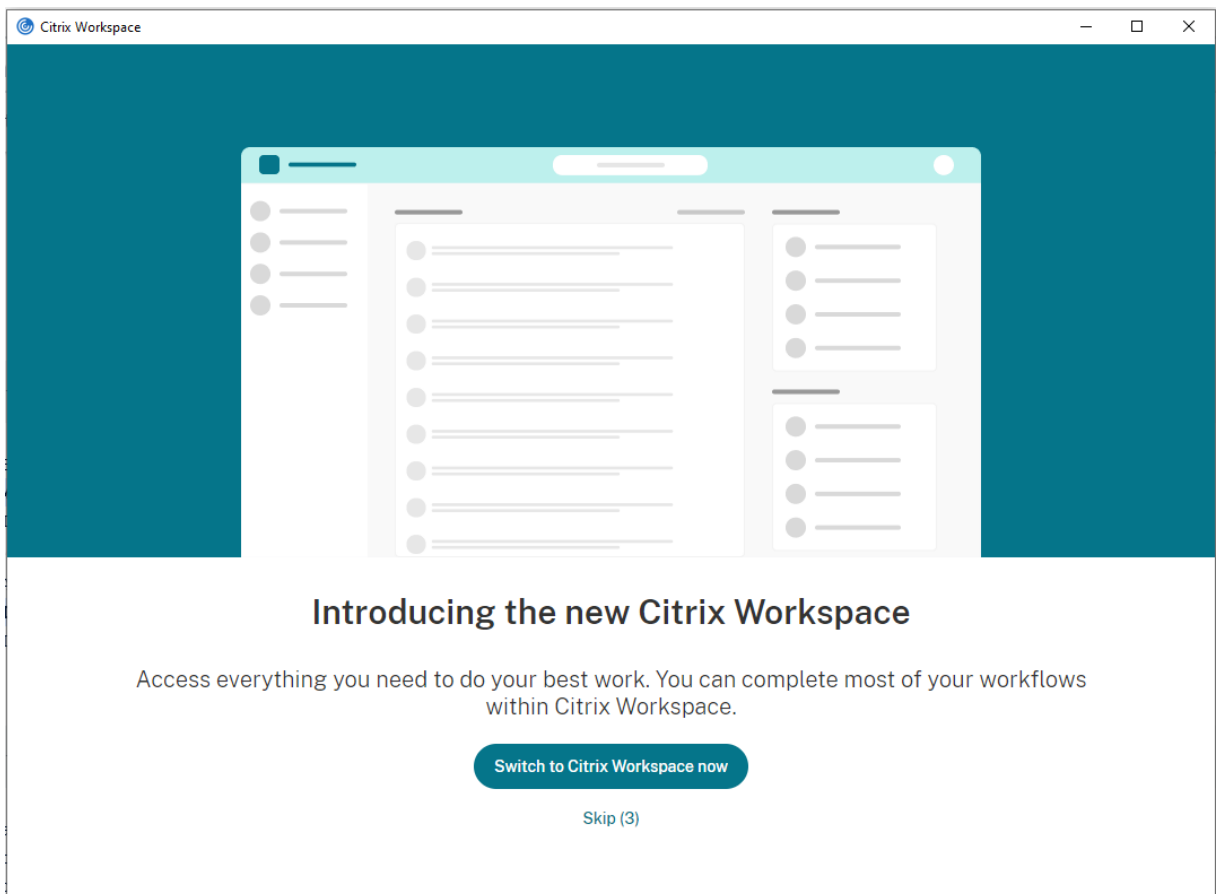 Citrix Workspace
Introducing the new Citrix Workspace
Access everything you need to do your best work. You can complete most of your workflows
within Citrix Workspace.
Switch to Citrix Workspace now
Skip (3)